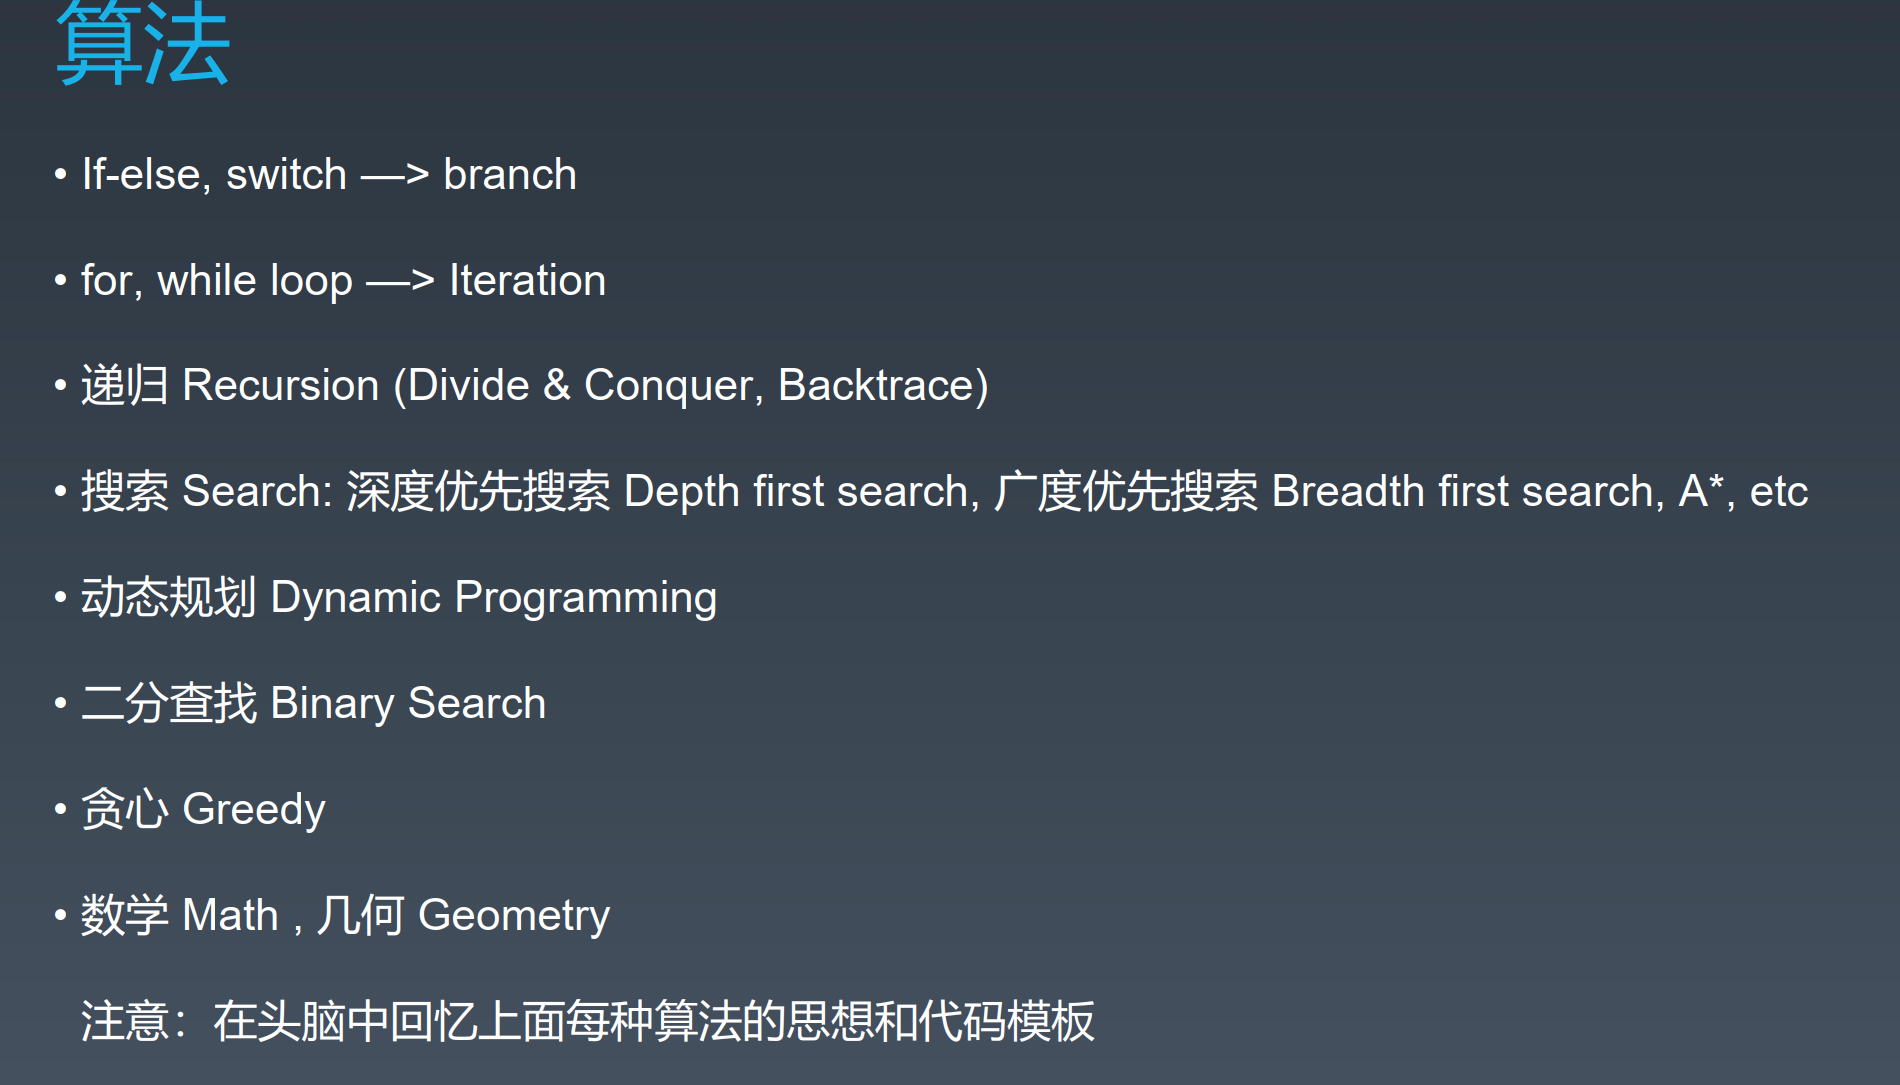 算法
• If-else, switch —> branch
• for, while loop —> Iteration
• 递归 Recursion (Divide & Conquer, Backtrace)
• 搜索 Search: 深度优先搜索 Depth first search, 广度优先搜索 Breadth first search, A*, etc
• 动态规划 Dynamic Programming
• 二分查找 Binary Search
• 贪心 Greedy
• 数学 Math , 几何 Geometry
注意：在头脑中回忆上面每种算法的思想和代码模板